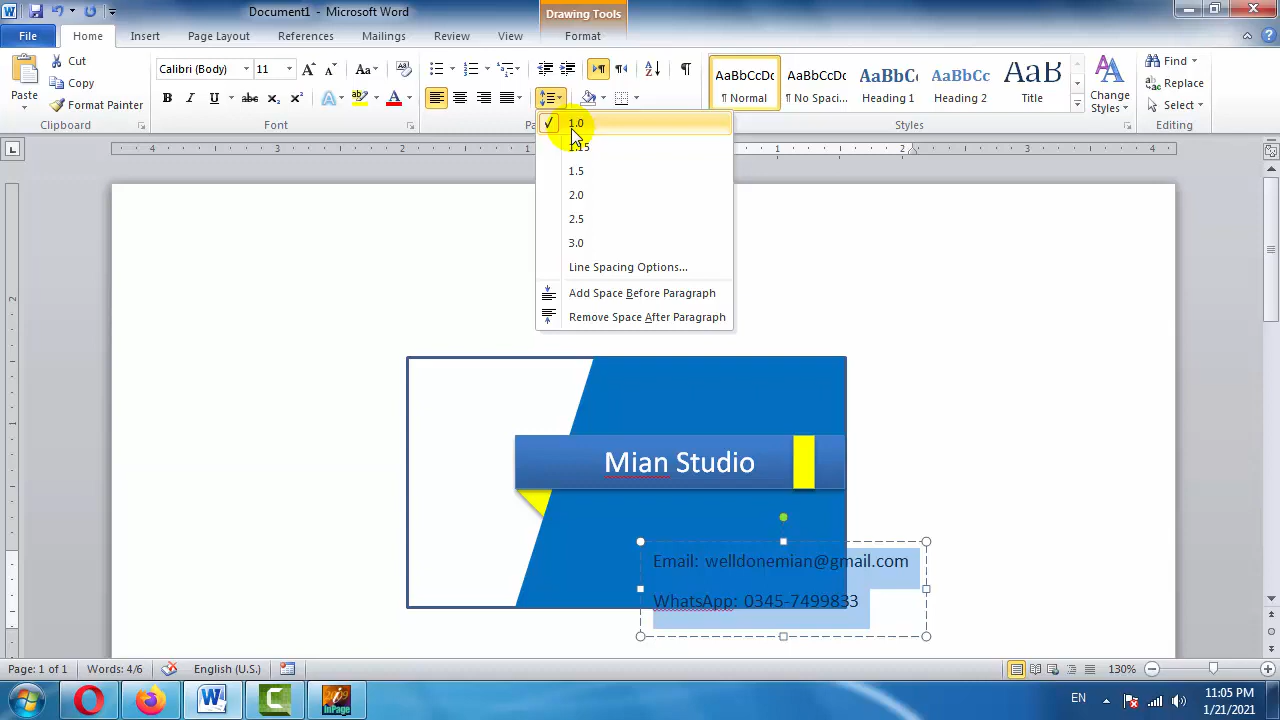 Document1 - Microsoft Word
Drawing Tools
File Home Insert Page Layout References Mailings Review View Format
Paste
Cut
Copy
Format Painter
Clipboard
Calibri (Body) 11
Font
AaBbCcDc AaBbCcDc AaBbCc AaBbCc AaB
¶ Normal ¶ No Spaci... Heading 1 Heading 2 Title
Change
Styles
Styles
Find
Replace
Select
Editing
1.0
1.15
1.5
2.0
2.5
3.0
Line Spacing Options...
Add Space Before Paragraph
Remove Space After Paragraph
Mian Studio
Email: welldonemian@gmail.com
WhatsApp: 0345-7499833
Page: 1 of 1 Words: 4/6 English (U.S.) 130%
EN 11:05 PM
1/21/2021